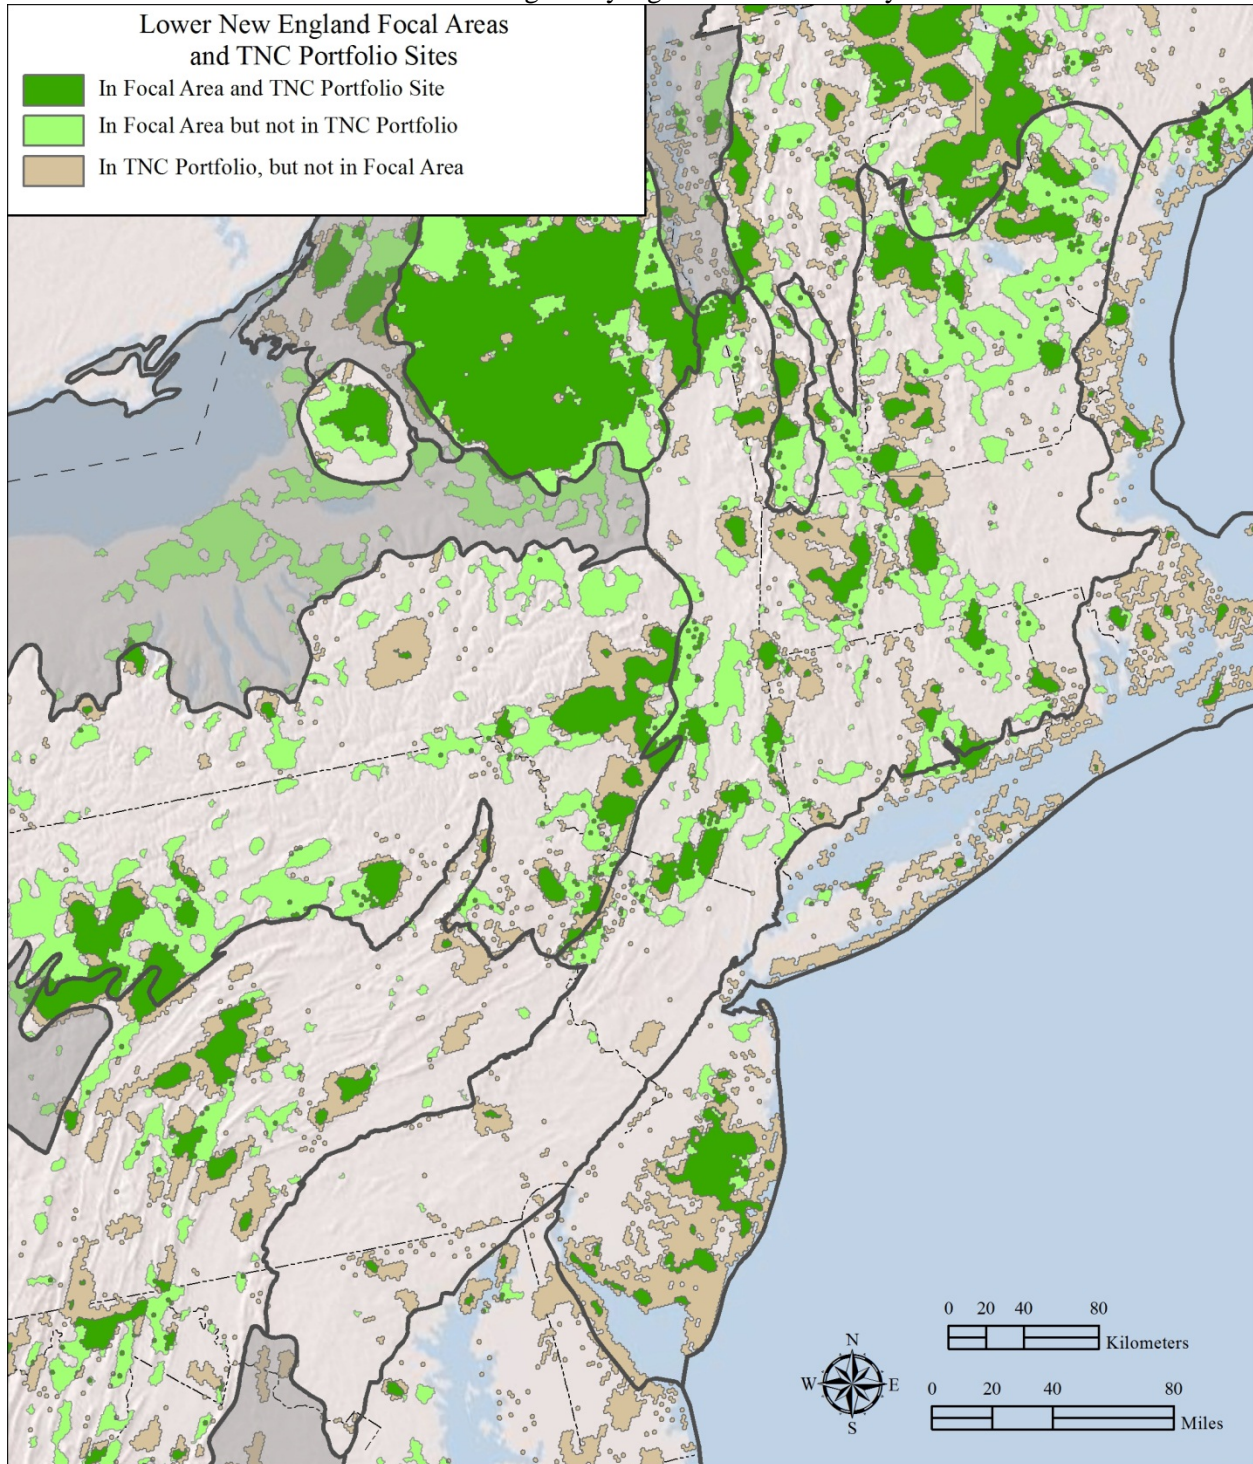 Lower New England Focal Areas
and TNC Portfolio Sites
In Focal Area and TNC Portfolio Site
In Focal Area but not in TNC Portfolio
In TNC Portfolio, but not in Focal Area
0 20 40 80
Kilometers
N
W E
S
0 20 40 80
Miles